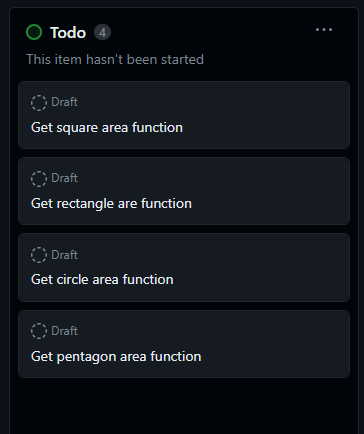 Todo 4
This item hasn't been started
Draft
Get square area function
Draft
Get rectangle are function
Draft
Get circle area function
Draft
Get pentagon area function